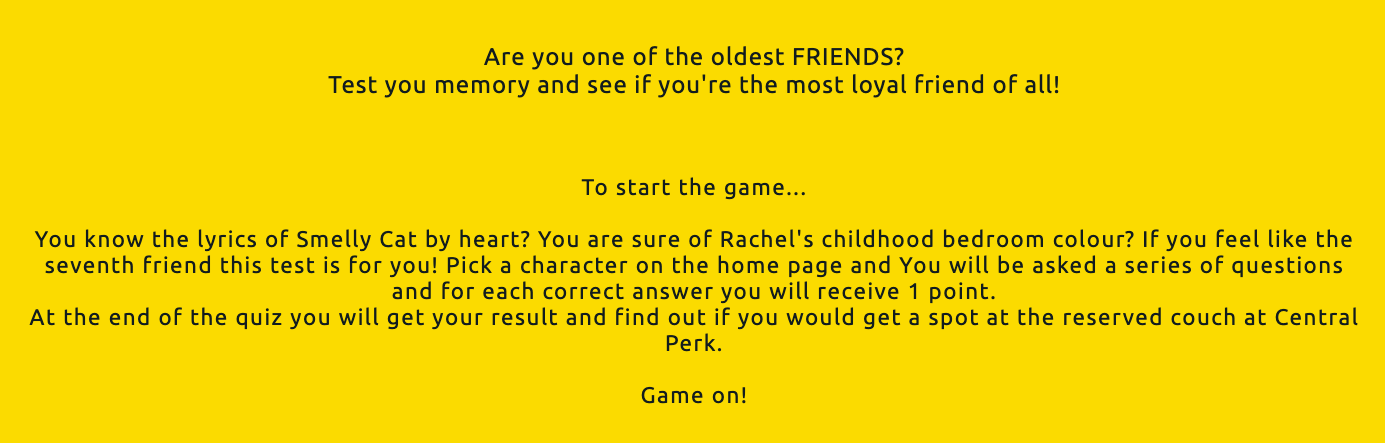 Are you one of the oldest FRIENDS?
Test you memory and see if you're the most loyal friend of all!
To start the game...
You know the lyrics of Smelly Cat by heart? You are sure of Rachel's childhood bedroom colour? If you feel like the
seventh friend this test is for you! Pick a character on the home page and You will be asked a series of questions
and for each correct answer you will receive 1 point.
At the end of the quiz you will get your result and find out if you would get a spot at the reserved couch at Central
Perk.
Game on!